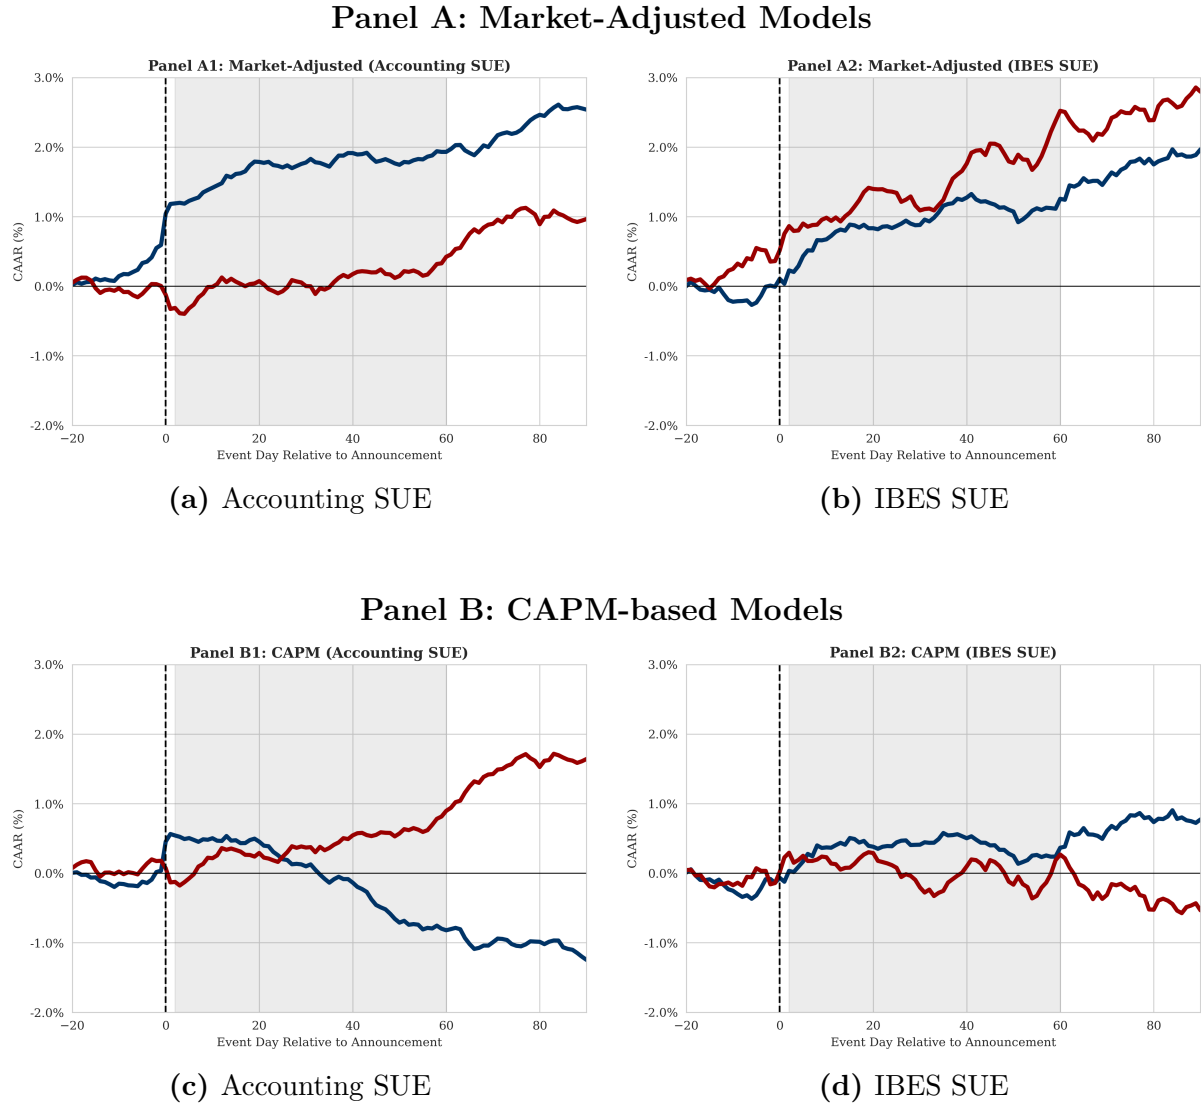 Panel A: Market-Adjusted Models
Panel A1: Market-Adjusted (Accounting SUE)
3.0%
2.0%
1.0%
0.0%
-1.0%
-2.0%
CAAR (%)
−20 0 20 40 60 80
Event Day Relative to Announcement
(a) Accounting SUE
Panel A2: Market-Adjusted (IBES SUE)
3.0%
2.0%
1.0%
0.0%
-1.0%
-2.0%
CAAR (%)
−20 0 20 40 60 80
Event Day Relative to Announcement
(b) IBES SUE
Panel B: CAPM-based Models
Panel B1: CAPM (Accounting SUE)
3.0%
2.0%
1.0%
0.0%
-1.0%
-2.0%
CAAR (%)
−20 0 20 40 60 80
Event Day Relative to Announcement
(c) Accounting SUE
Panel B2: CAPM (IBES SUE)
3.0%
2.0%
1.0%
0.0%
-1.0%
-2.0%
CAAR (%)
−20 0 20 40 60 80
Event Day Relative to Announcement
(d) IBES SUE